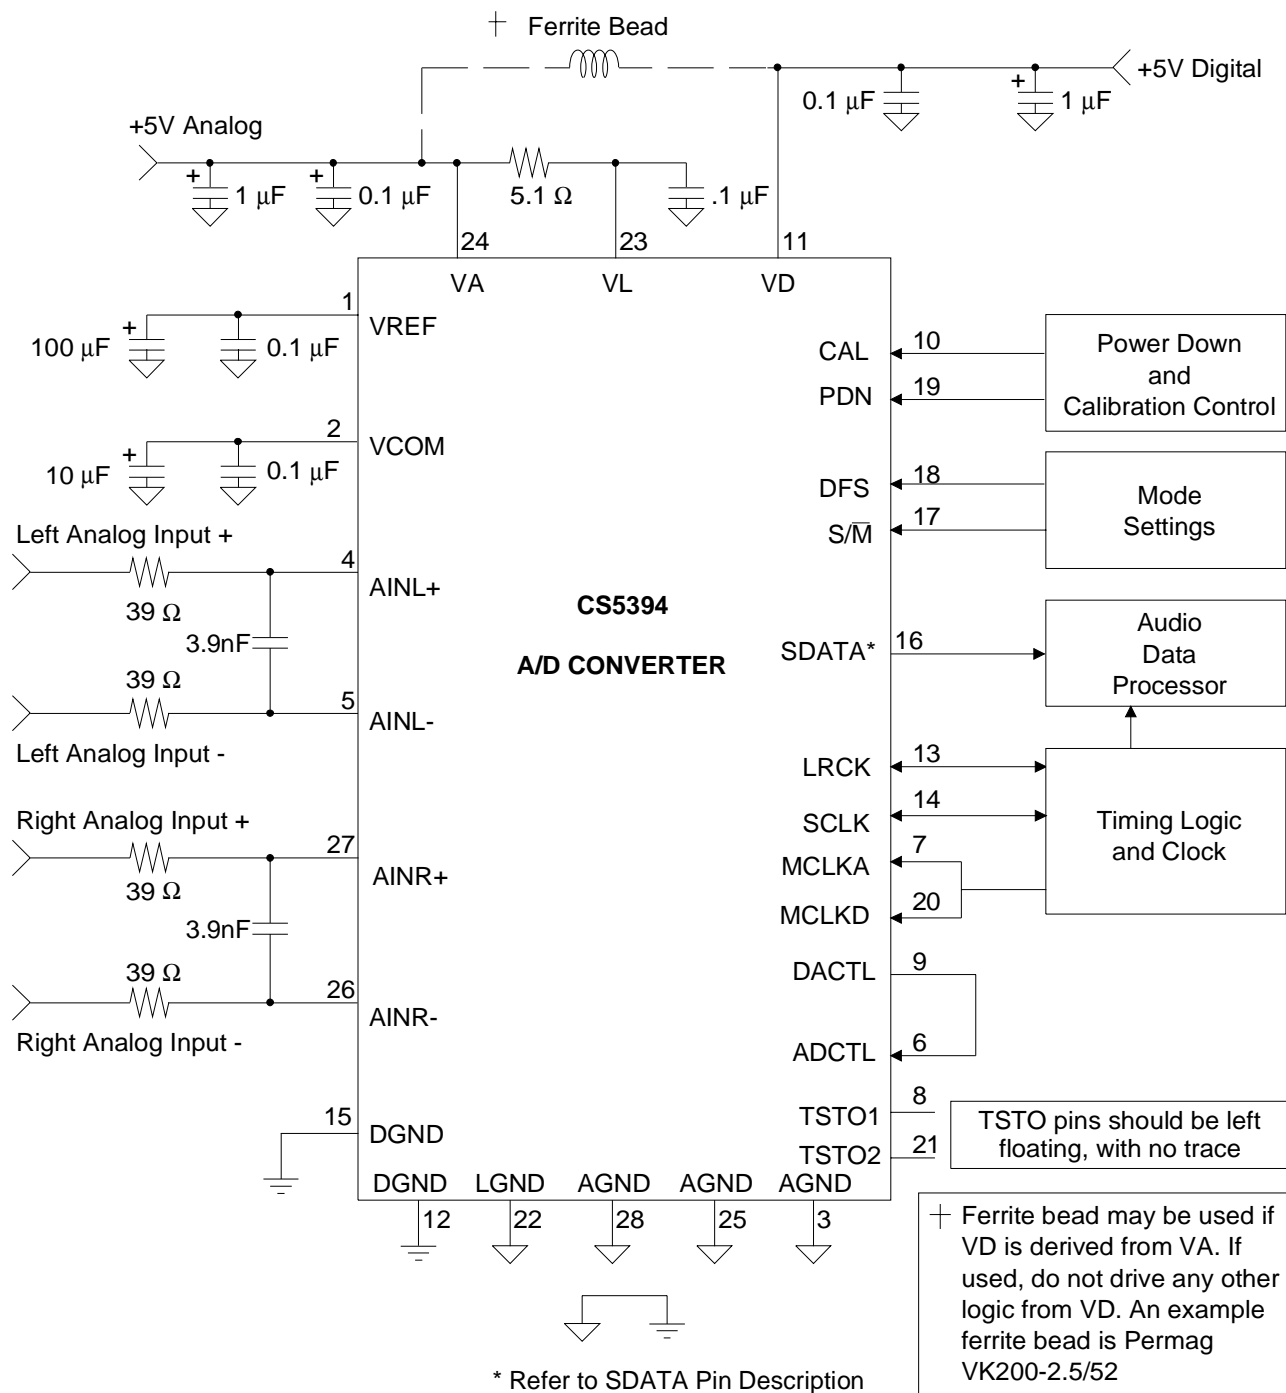 † Ferrite Bead
+5V Digital
0.1 µF
+
1 µF
+5V Analog
+
1 µF
+
0.1 µF
5.1 Ω
.1 µF
24
23
11
VA
VL
VD
1
VREF
+
100 µF
0.1 µF
2
VCOM
+
10 µF
0.1 µF
Left Analog Input +
4
AINL+
39 Ω
3.9nF
39 Ω
5
AINL-
Left Analog Input -
Right Analog Input +
27
AINR+
39 Ω
3.9nF
39 Ω
26
AINR-
Right Analog Input -
CS5394
A/D CONVERTER
CAL
10
PDN
19
Power Down
and
Calibration Control
DFS
18
S/M̅
17
Mode
Settings
SDATA*
16
Audio
Data
Processor
LRCK
13
SCLK
14
MCLKA
7
MCLKD
20
Timing Logic
and Clock
DACTL
9
ADCTL
6
TSTO1
8
TSTO2
21
TSTO pins should be left
floating, with no trace
15
DGND
DGND
LGND
AGND
AGND
AGND
12
22
28
25
3
† Ferrite bead may be used if
VD is derived from VA. If
used, do not drive any other
logic from VD. An example
ferrite bead is Permag
VK200-2.5/52
* Refer to SDATA Pin Description